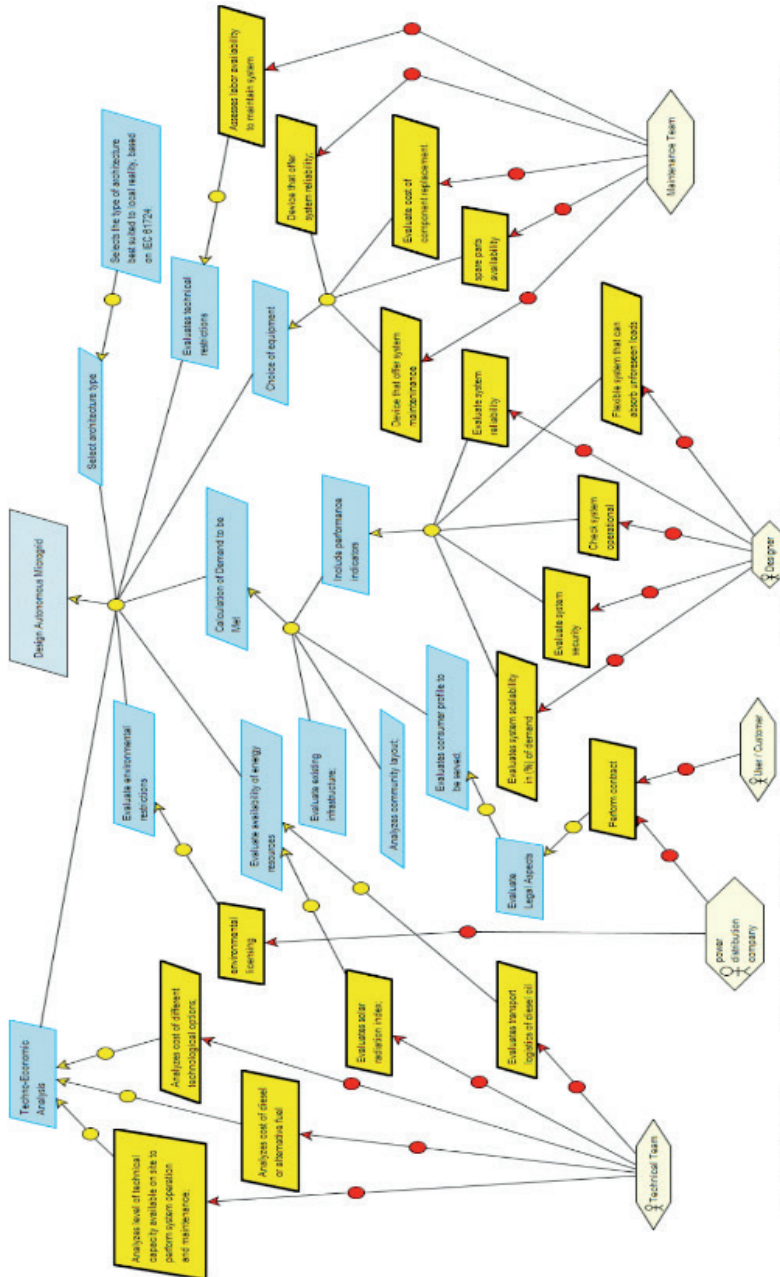 Design Autonomous Microgrid
Techno-Economic
Analysis
Evaluate environmental
restrictions
Evaluate availability of energy
resources
Calculation of Demand to be
Met
Select architecture type
Selects the type of architecture
best suited to local reality, based
on IEC 61724.
Evaluates technical
restrictions
Assesses labor availability
to maintain system
Choice of equipment
Analyzes level of technical
capacity available on site to
perform system operation
and maintenance;
Analyzes cost of diesel
or alternative fuel
Analyzes cost of different
technological options;
environmental
licensing
Evaluates solar
radiation index;
Evaluates transport
logistics of diesel oil
Evaluate existing
infrastructure;
Analyzes community layout;
Evaluates consumer profile to
be served;
Include performance
indicators
Evaluate
Legal Aspects
Perform contract
Evaluates system scalability
in (%) of demand
Evaluate system
security
Check system
operational
Evaluate system
reliability
Flexible system that can
absorb unforeseen loads
Device that offer system
mainteninance
spare parts
availability
Evaluate cost of
component replacement.
Device that offer
system reliability;
Technical Team
power
distribution
company
User / Customer
Designer
Maintenance Team